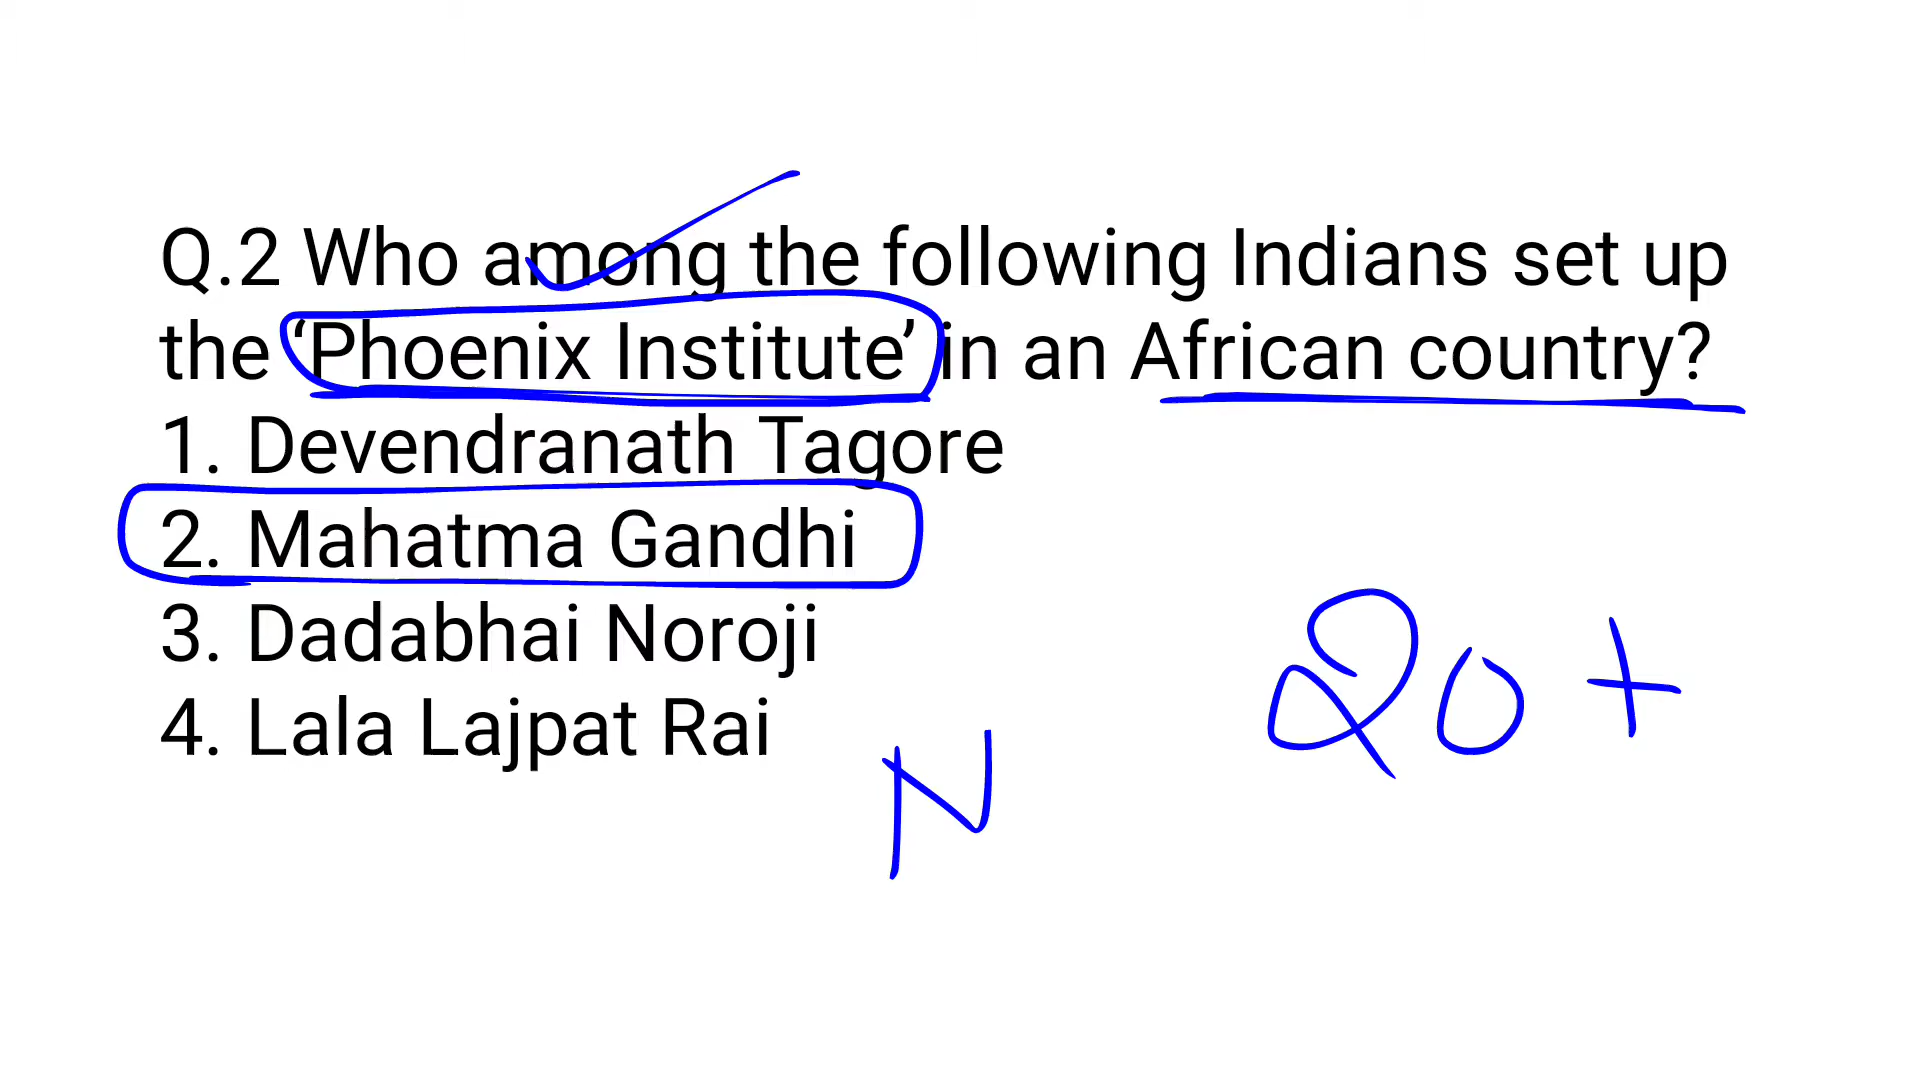 Q.2 Who among the following Indians set up
the ‘Phoenix Institute’ in an African country?
1. Devendranath Tagore
2. Mahatma Gandhi
3. Dadabhai Noroji
4. Lala Lajpat Rai
20+
N